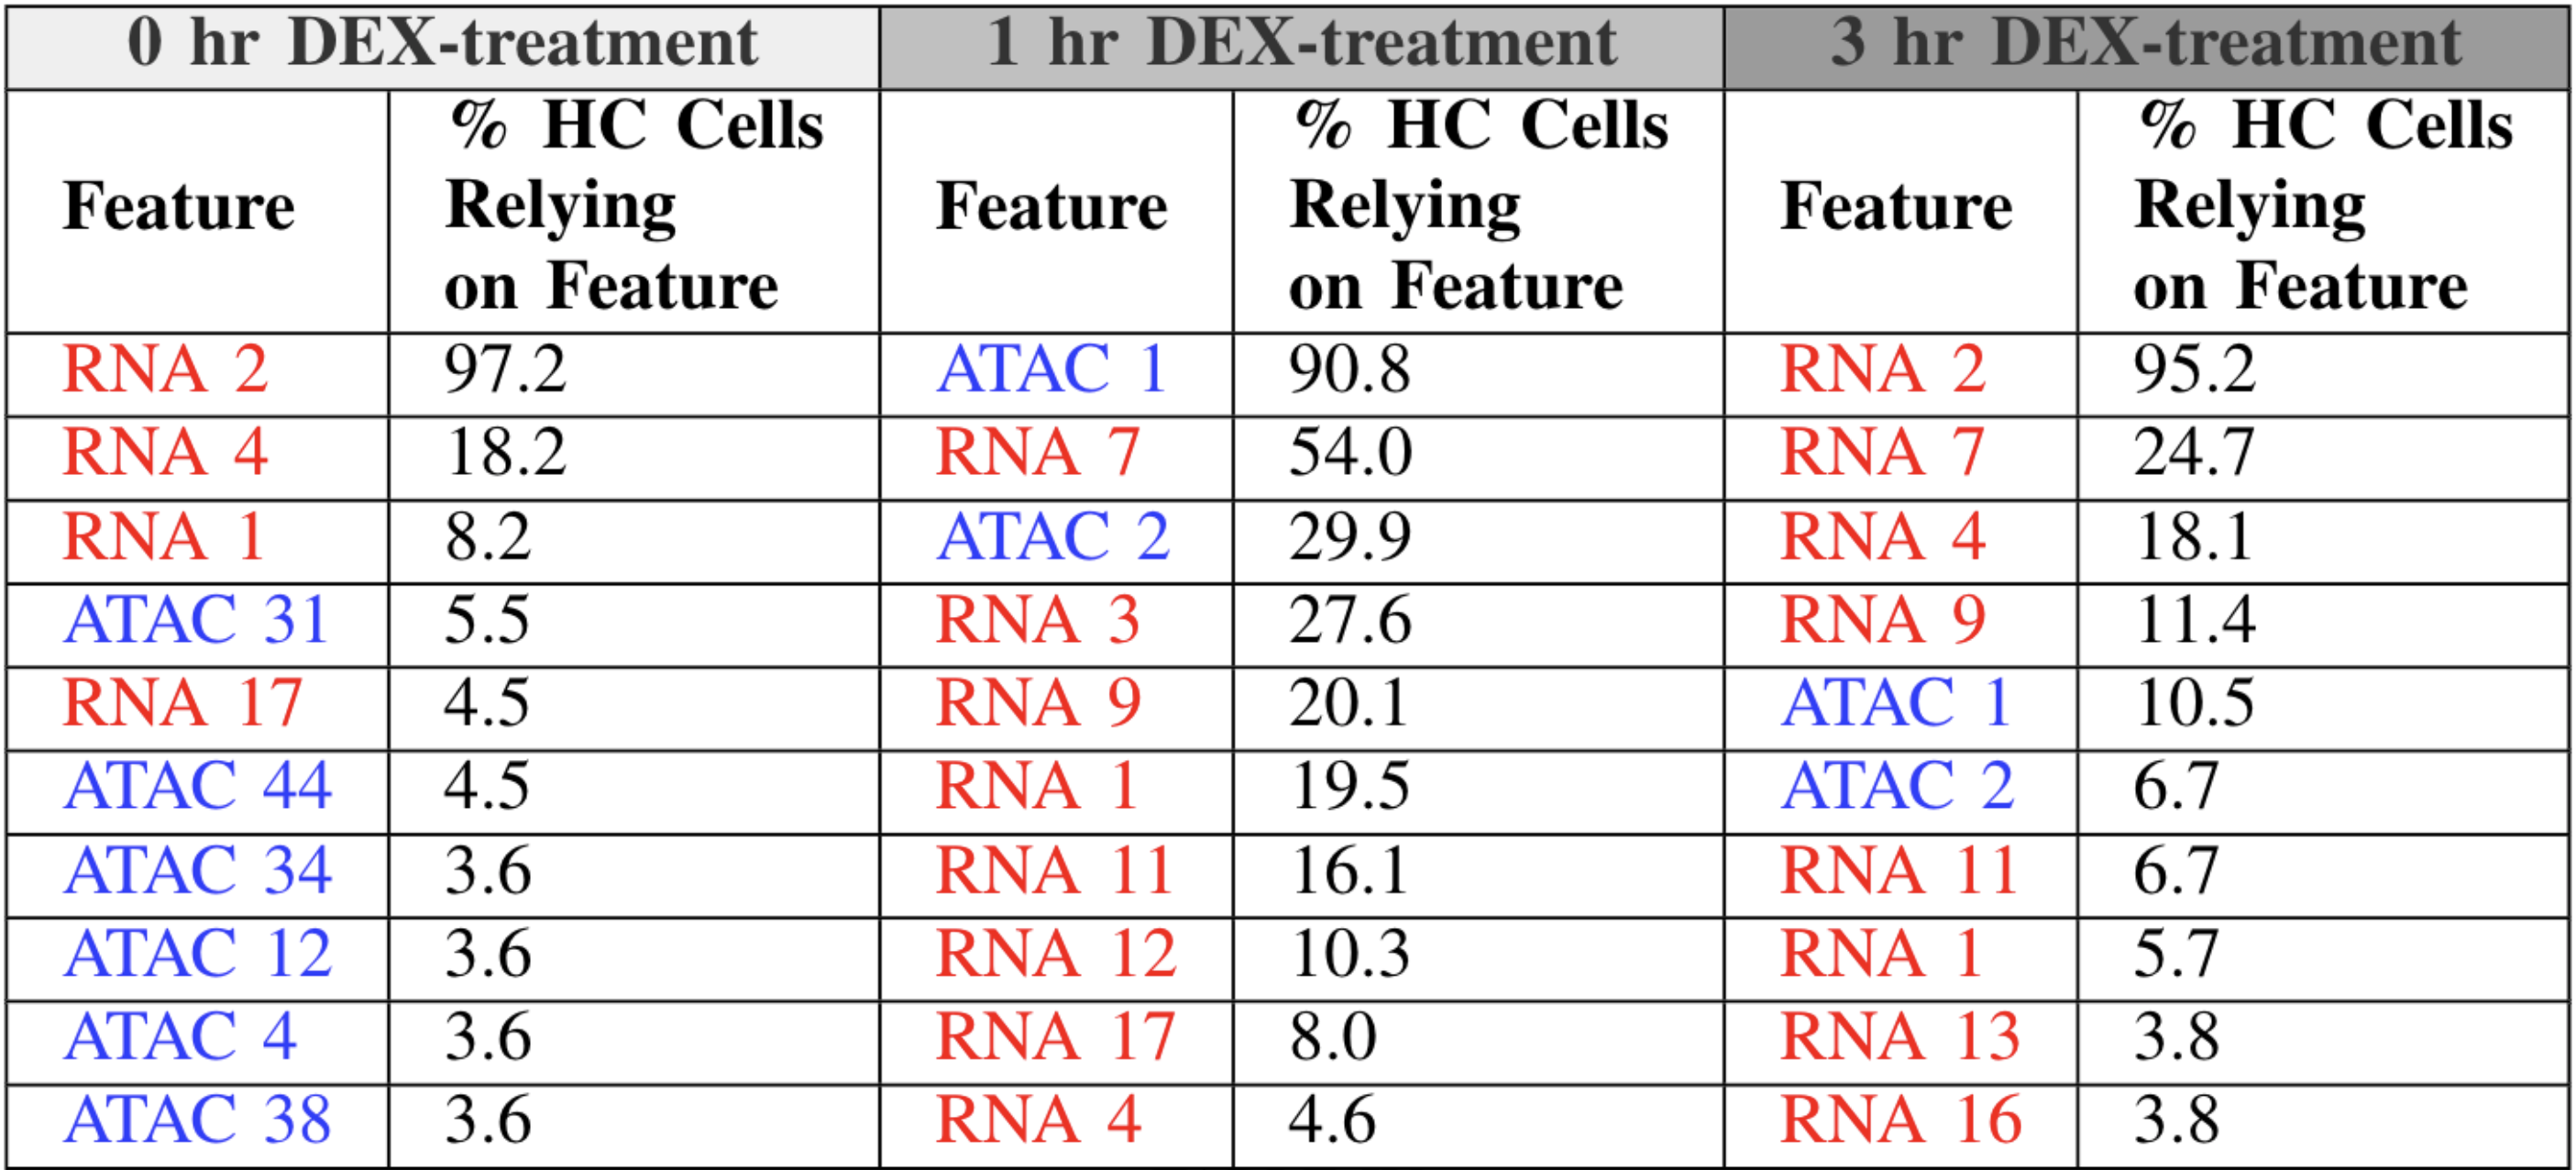 0 hr DEX-treatment 1 hr DEX-treatment 3 hr DEX-treatment
Feature % HC Cells Relying on Feature Feature % HC Cells Relying on Feature Feature % HC Cells Relying on Feature
RNA 2 97.2 ATAC 1 90.8 RNA 2 95.2
RNA 4 18.2 RNA 7 54.0 RNA 7 24.7
RNA 1 8.2 ATAC 2 29.9 RNA 4 18.1
ATAC 31 5.5 RNA 3 27.6 RNA 9 11.4
RNA 17 4.5 RNA 9 20.1 ATAC 1 10.5
ATAC 44 4.5 RNA 1 19.5 ATAC 2 6.7
ATAC 34 3.6 RNA 11 16.1 RNA 11 6.7
ATAC 12 3.6 RNA 12 10.3 RNA 1 5.7
ATAC 4 3.6 RNA 17 8.0 RNA 13 3.8
ATAC 38 3.6 RNA 4 4.6 RNA 16 3.8